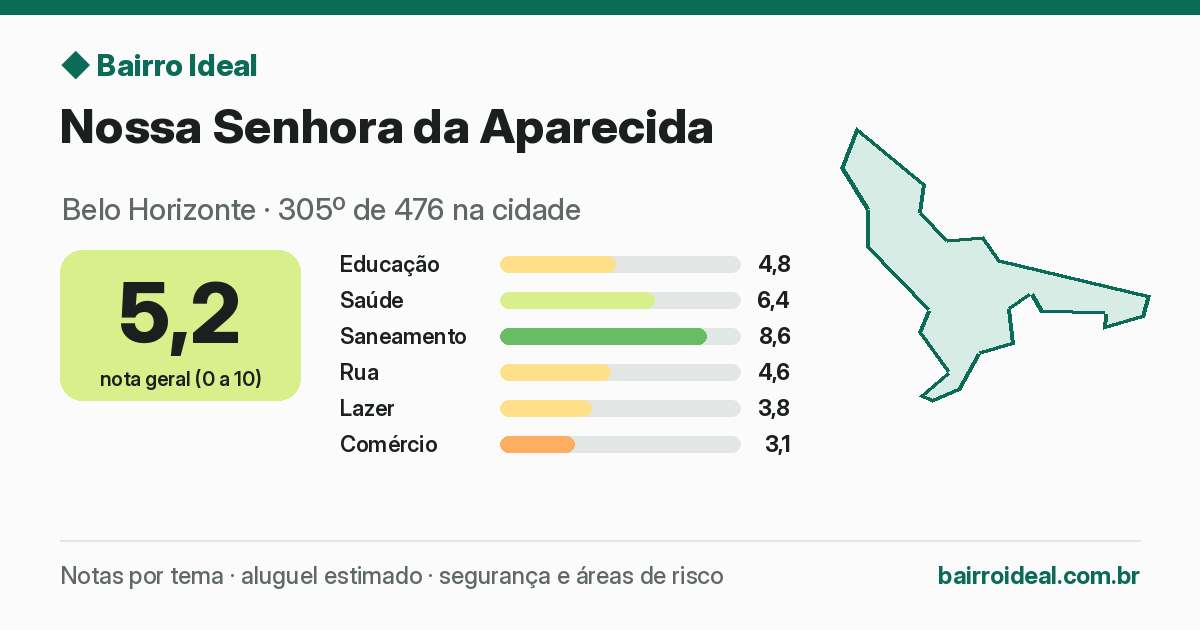 Bairro Ideal
Nossa Senhora da Aparecida
Belo Horizonte · 305º de 476 na cidade
5,2
nota geral (0 a 10)
Educação 4,8
Saúde 6,4
Saneamento 8,6
Rua 4,6
Lazer 3,8
Comércio 3,1
Notas por tema · aluguel estimado · segurança e áreas de risco
bairroideal.com.br